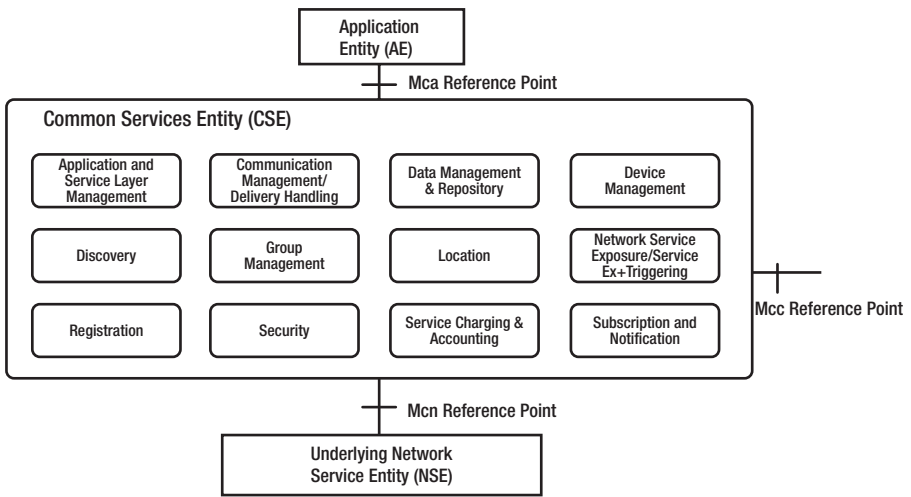 Application
Entity (AE)
Mca Reference Point
Common Services Entity (CSE)
Application and
Service Layer
Management
Communication
Management/
Delivery Handling
Data Management
& Repository
Device
Management
Discovery
Group
Management
Location
Network Service
Exposure/Service
Ex+Triggering
Mcc Reference Point
Registration
Security
Service Charging &
Accounting
Subscription and
Notification
Mcn Reference Point
Underlying Network
Service Entity (NSE)